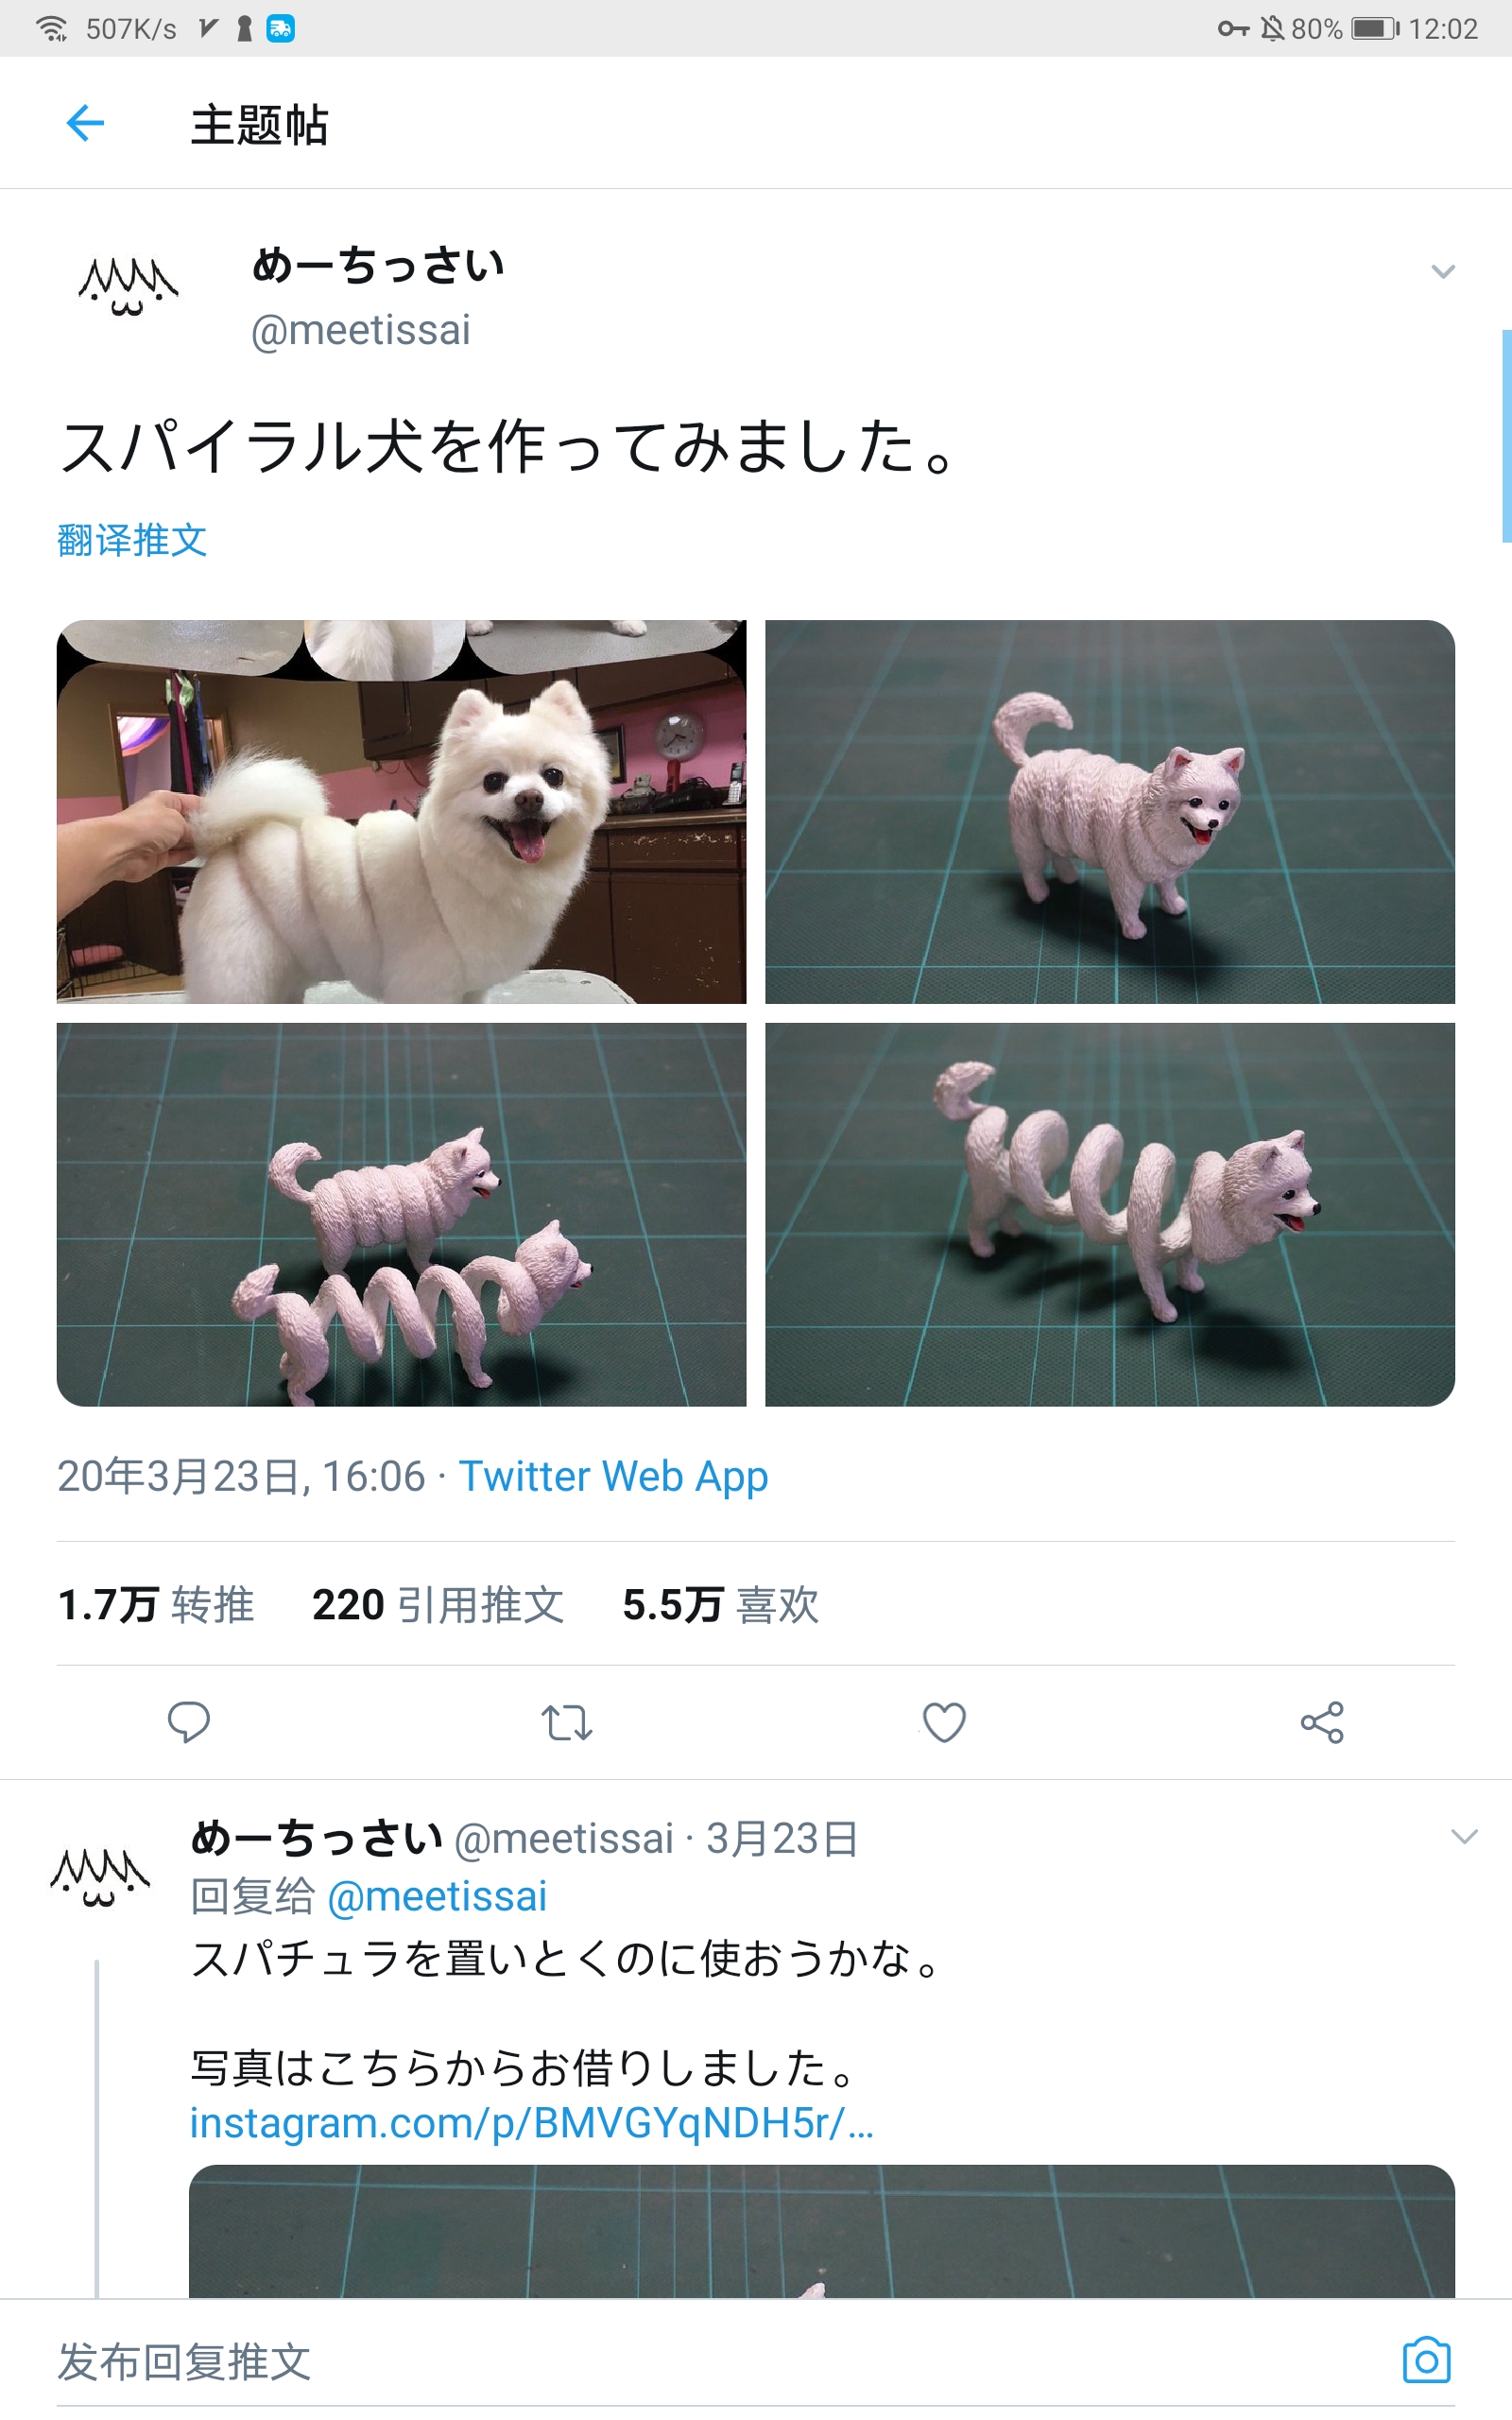 507K/s 80% 12:02
主题帖
めーちっさい
@meetissai
スパイラル犬を作ってみました。
翻译推文
20年3月23日, 16:06 · Twitter Web App
1.7万 转推 220 引用推文 5.5万 喜欢
めーちっさい @meetissai · 3月23日
回复给 @meetissai
スパチュラを置いとくのに使おうかな。
写真はこちらからお借りしました。
instagram.com/p/BMVGYqNDH5r/…
发布回复推文